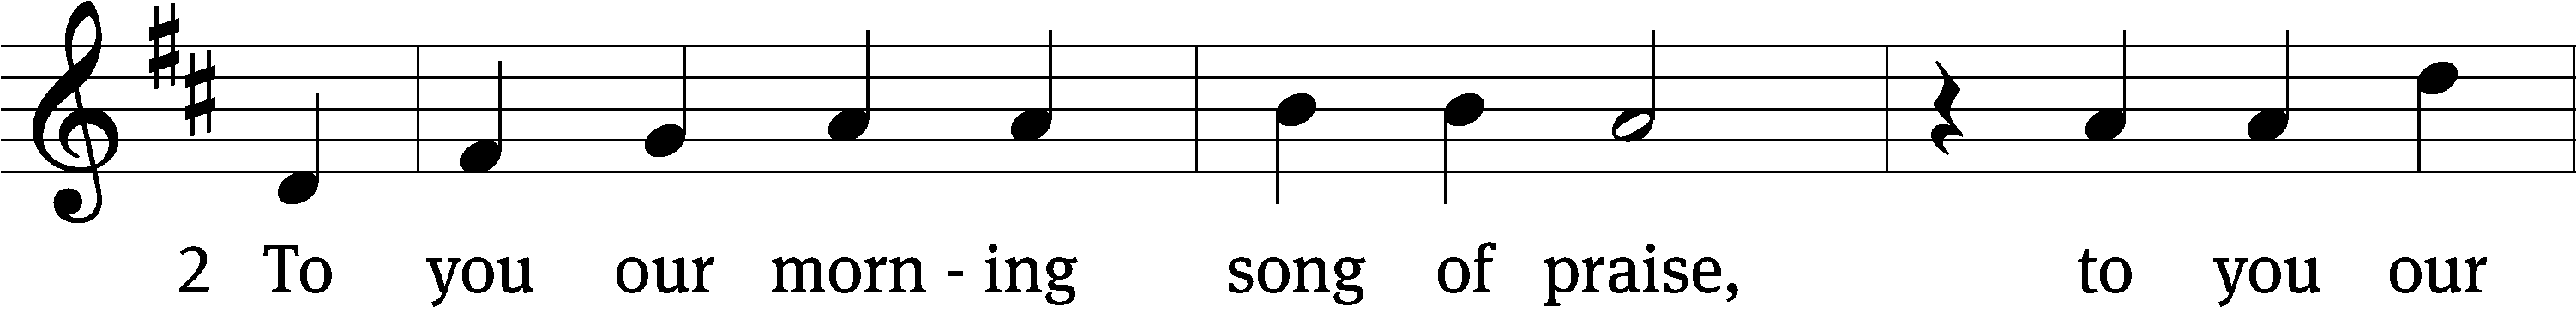 2 To you our morn - ing song of praise, to you our